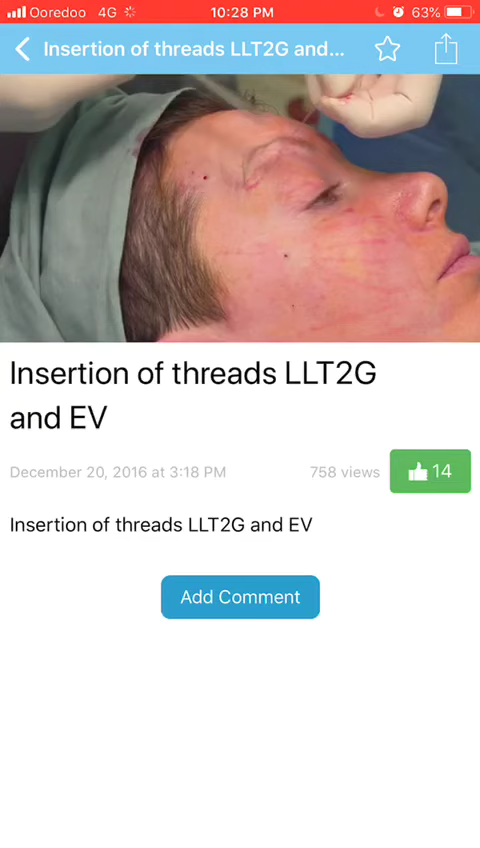 Ooredoo 4G 10:28 PM 63%
Insertion of threads LLT2G and...
Insertion of threads LLT2G
and EV
December 20, 2016 at 3:18 PM 758 views 14
Insertion of threads LLT2G and EV
Add Comment